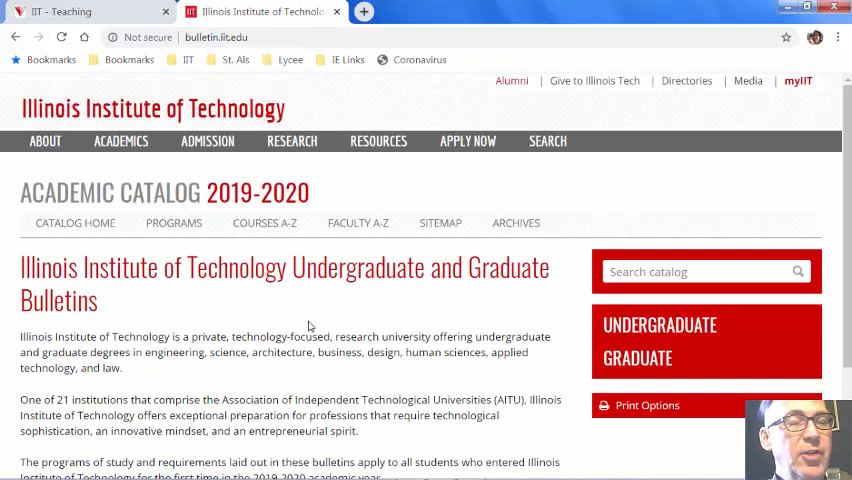 IIT - Teaching
Illinois Institute of Technolo
Not secure | bulletin.iit.edu
Bookmarks Bookmarks IIT St. Als Lycee IE Links Coronavirus
Alumni | Give to Illinois Tech | Directories | Media | myIIT
Illinois Institute of Technology
ABOUT ACADEMICS ADMISSION RESEARCH RESOURCES APPLY NOW SEARCH
ACADEMIC CATALOG 2019-2020
CATALOG HOME PROGRAMS COURSES A-Z FACULTY A-Z SITEMAP ARCHIVES
Illinois Institute of Technology Undergraduate and Graduate
Bulletins
Search catalog
UNDERGRADUATE
GRADUATE
Print Options
Illinois Institute of Technology is a private, technology-focused, research university offering undergraduate
and graduate degrees in engineering, science, architecture, business, design, human sciences, applied
technology, and law.
One of 21 institutions that comprise the Association of Independent Technological Universities (AITU), Illinois
Institute of Technology offers exceptional preparation for professions that require technological
sophistication, an innovative mindset, and an entrepreneurial spirit.
The programs of study and requirements laid out in these bulletins apply to all students who entered Illinois
Institute of Technology for the first time in the 2019-2020 academic year.